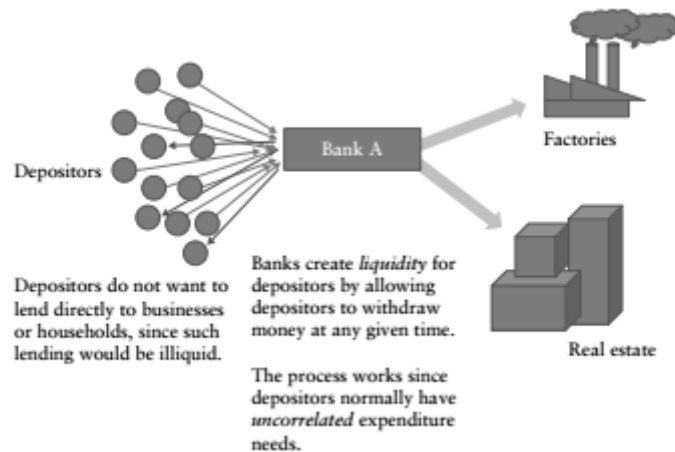 Bank A
Factories
Depositors
Depositors do not want to
lend directly to businesses
or households, since such
lending would be illiquid.
Banks create liquidity for
depositors by allowing
depositors to withdraw
money at any given time.
The process works since
depositors normally have
uncorrelated expenditure
needs.
Real estate